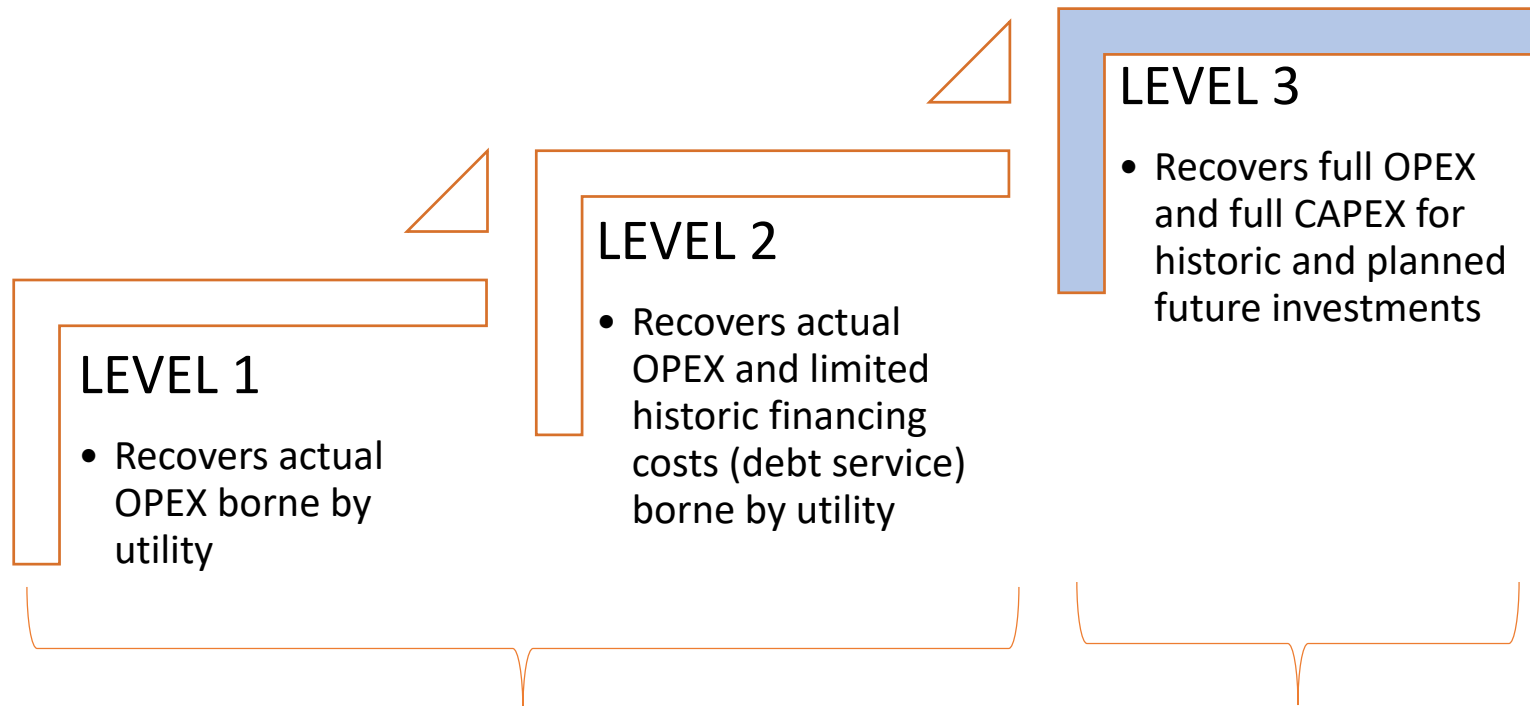 LEVEL 1
• Recovers actual
OPEX borne by
utility
LEVEL 2
• Recovers actual
OPEX and limited
historic financing
costs (debt service)
borne by utility
LEVEL 3
• Recovers full OPEX
and full CAPEX for
historic and planned
future investments